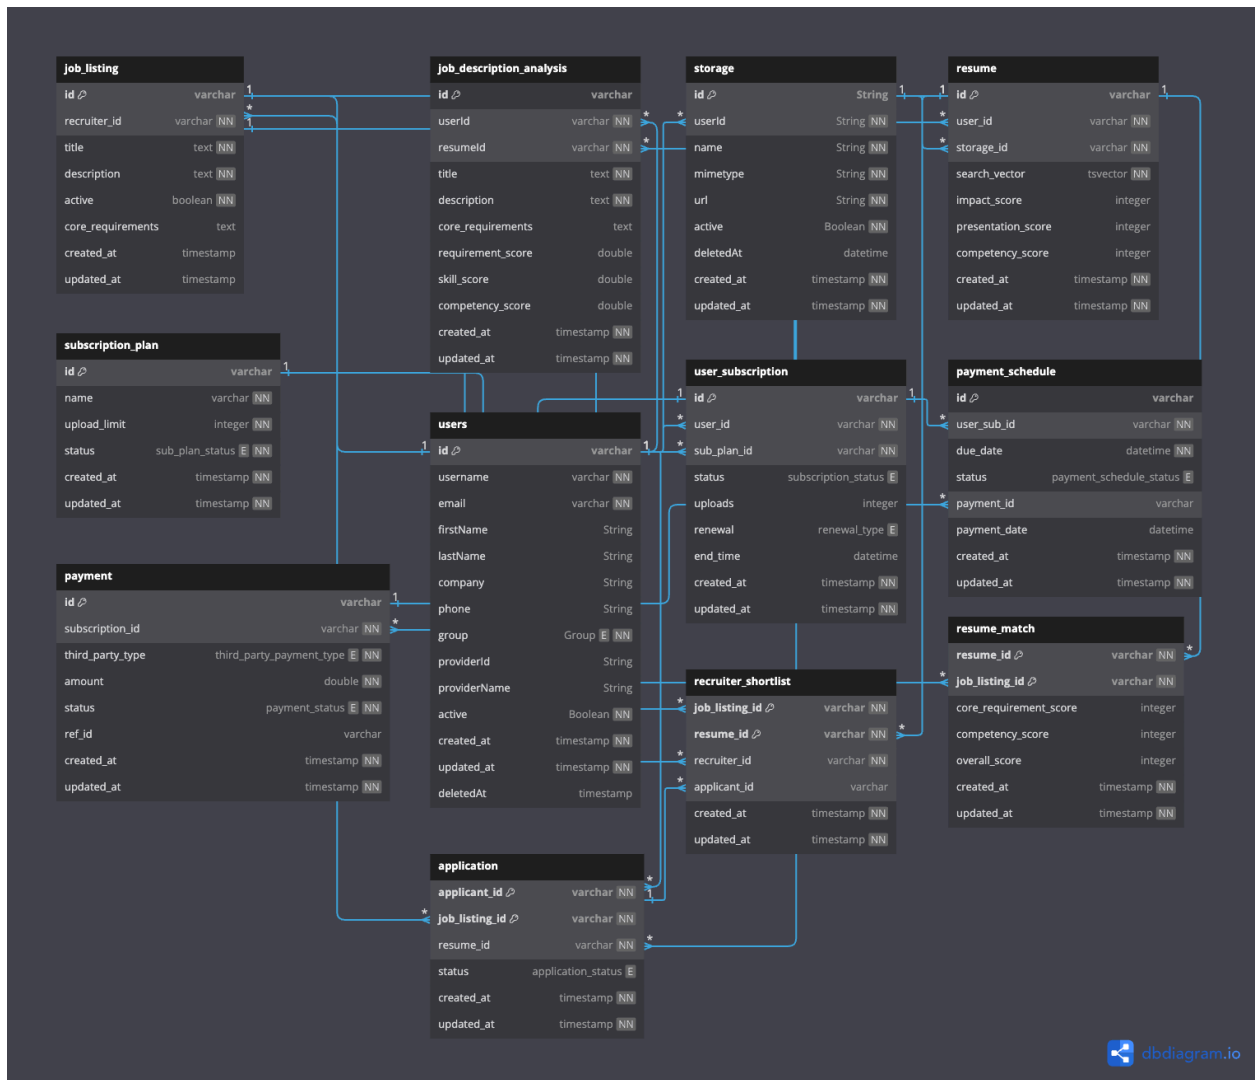 job_listing
id varchar
recruiter_id varchar NN
title text NN
description text NN
active boolean NN
core_requirements text
created_at timestamp
updated_at timestamp
1
*
1
job_description_analysis
id varchar
userId varchar NN
resumeId varchar NN
title text NN
description text NN
core_requirements text
requirement_score double
skill_score double
competency_score double
created_at timestamp NN
updated_at timestamp NN
*
*
storage
id String
userId String NN
name String NN
mimetype String NN
url String NN
active Boolean NN
deletedAt datetime
created_at timestamp NN
updated_at timestamp NN
*
1
resume
id varchar
user_id varchar NN
storage_id varchar NN
search_vector tsvector NN
impact_score integer
presentation_score integer
competency_score integer
created_at timestamp NN
updated_at timestamp NN
1
*
*
1
subscription_plan
id varchar
name varchar NN
upload_limit integer NN
status sub_plan_status E NN
created_at timestamp NN
updated_at timestamp NN
1
users
id varchar
username varchar NN
email varchar NN
firstName String
lastName String
company String
phone String
group Group E NN
providerId String
providerName String
active Boolean NN
created_at timestamp NN
updated_at timestamp NN
deletedAt timestamp
1
1
user_subscription
id varchar
user_id varchar NN
sub_plan_id varchar NN
status subscription_status E
uploads integer
renewal renewal_type E
end_time datetime
created_at timestamp NN
updated_at timestamp NN
1
*
*
1
payment_schedule
id varchar
user_sub_id varchar NN
due_date datetime NN
status payment_schedule_status E
payment_id varchar
payment_date datetime
created_at timestamp NN
updated_at timestamp NN
*
*
payment
id varchar
subscription_id varchar NN
third_party_type third_party_payment_type E NN
amount double NN
status payment_status E NN
ref_id varchar
created_at timestamp NN
updated_at timestamp NN
1
*
recruiter_shortlist
job_listing_id varchar NN
resume_id varchar NN
recruiter_id varchar NN
applicant_id varchar
created_at timestamp NN
updated_at timestamp NN
*
*
*
*
resume_match
resume_id varchar NN
job_listing_id varchar NN
core_requirement_score integer
competency_score integer
overall_score integer
created_at timestamp NN
updated_at timestamp NN
*
*
application
applicant_id varchar NN
job_listing_id varchar NN
resume_id varchar NN
status application_status E
created_at timestamp NN
updated_at timestamp NN
*
1
*
*
dbdiagram.io